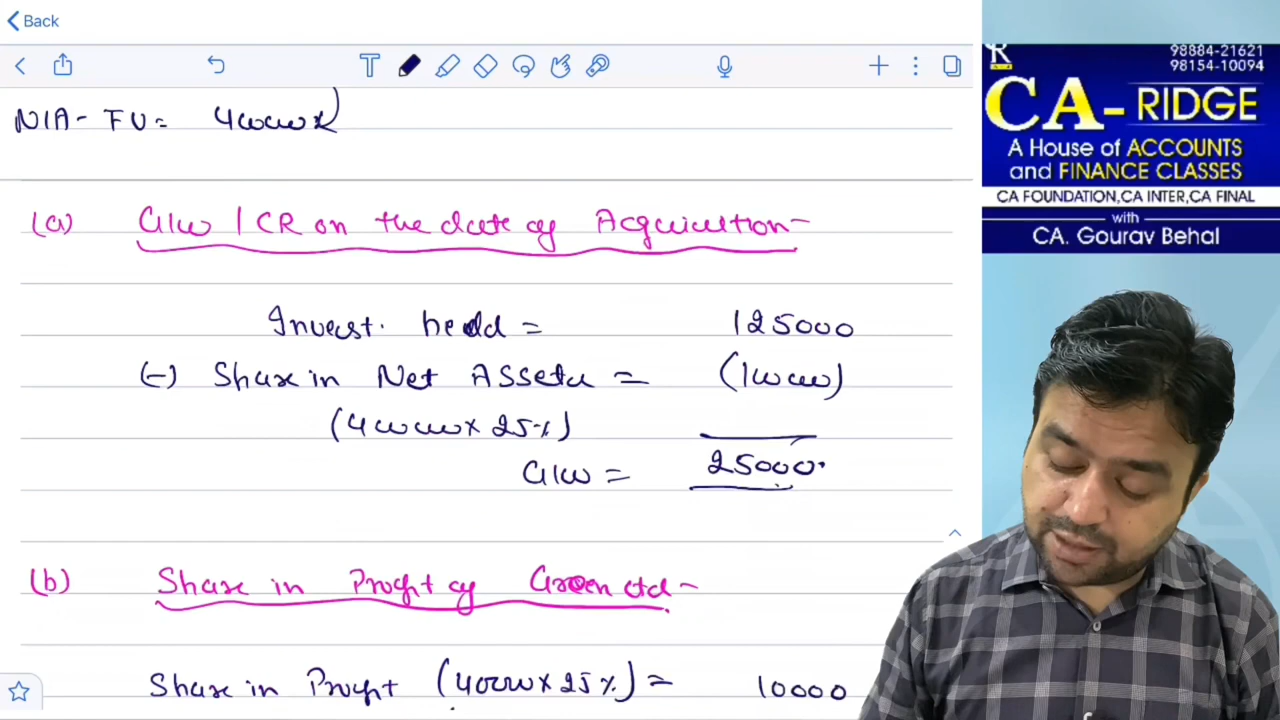 Back
N/A - FV = 400000
98884-21621
98154-10094
CA-RIDGE
A House of ACCOUNTS
and FINANCE CLASSES
CA FOUNDATION,CA INTER,CA FINAL
with
CA. Gourav Behal
(a) G/W / CR on the date of Acquisition -
Invest. held = 125000
(-) Share in Net Assets = (100000)
(400000 x 25%)
G/W = 25000
(b) Share in Profit of Green Ltd -
Share in Profit (40000 x 25%) = 10000